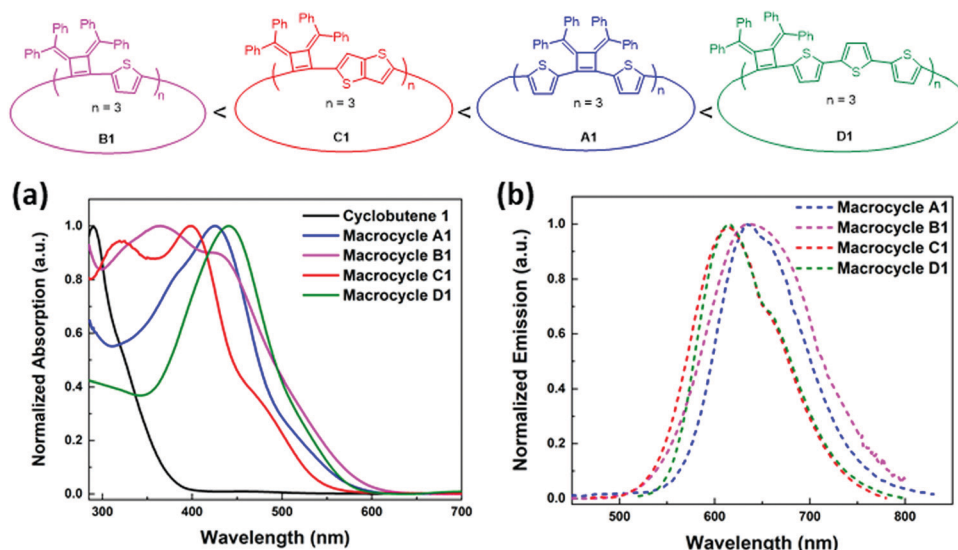 Ph Ph Ph Ph
S
n
n = 3
B1
<
Ph Ph Ph Ph
S
S
n
n = 3
C1
<
Ph Ph Ph Ph
S S
n
n = 3
A1
<
Ph Ph Ph Ph
S S S
n
n = 3
D1
(a)
Normalized Absorption (a.u.)
1.0
0.8
0.6
0.4
0.2
0.0
Cyclobutene 1
Macrocycle A1
Macrocycle B1
Macrocycle C1
Macrocycle D1
300 400 500 600 700
Wavelength (nm)
(b)
Normalized Emission (a.u.)
1.0
0.8
0.6
0.4
0.2
0.0
Macrocycle A1
Macrocycle B1
Macrocycle C1
Macrocycle D1
500 600 700 800
Wavelength (nm)